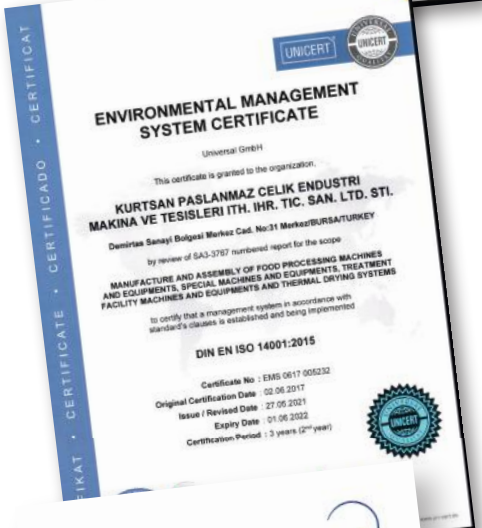 CERTIFICAT
CERTIFICADO
CERTIFICATE
FIKAT
UNICERT
UNIVERSAL
UNICERT
ENVIRONMENTAL MANAGEMENT
SYSTEM CERTIFICATE
Universal GmbH
This certificate is granted to the organization,
KURTSAN PASLANMAZ CELIK ENDUSTRI
MAKINA VE TESISLERI ITH. IHR. TIC. SAN. LTD. STI.
Demirtas Sanayi Bolgesi Merkez Cad. No:31 Merkez/BURSA/TURKEY
by review of SA3-3767 numbered report for the scope
MANUFACTURE AND ASSEMBLY OF FOOD PROCESSING MACHINES
AND EQUIPMENTS, SPECIAL MACHINES AND EQUIPMENTS, TREATMENT
FACILITY MACHINES AND EQUIPMENTS AND THERMAL DRYING SYSTEMS
to certify that a management system in accordance with
standard's clauses is established and being implemented
DIN EN ISO 14001:2015
Certificate No : EMS 0617 005232
Original Certification Date : 02.06.2017
Issue / Revised Date : 27.05.2021
Expiry Date : 01.06.2022
Certification Period : 3 years (2nd year)
UNICERT